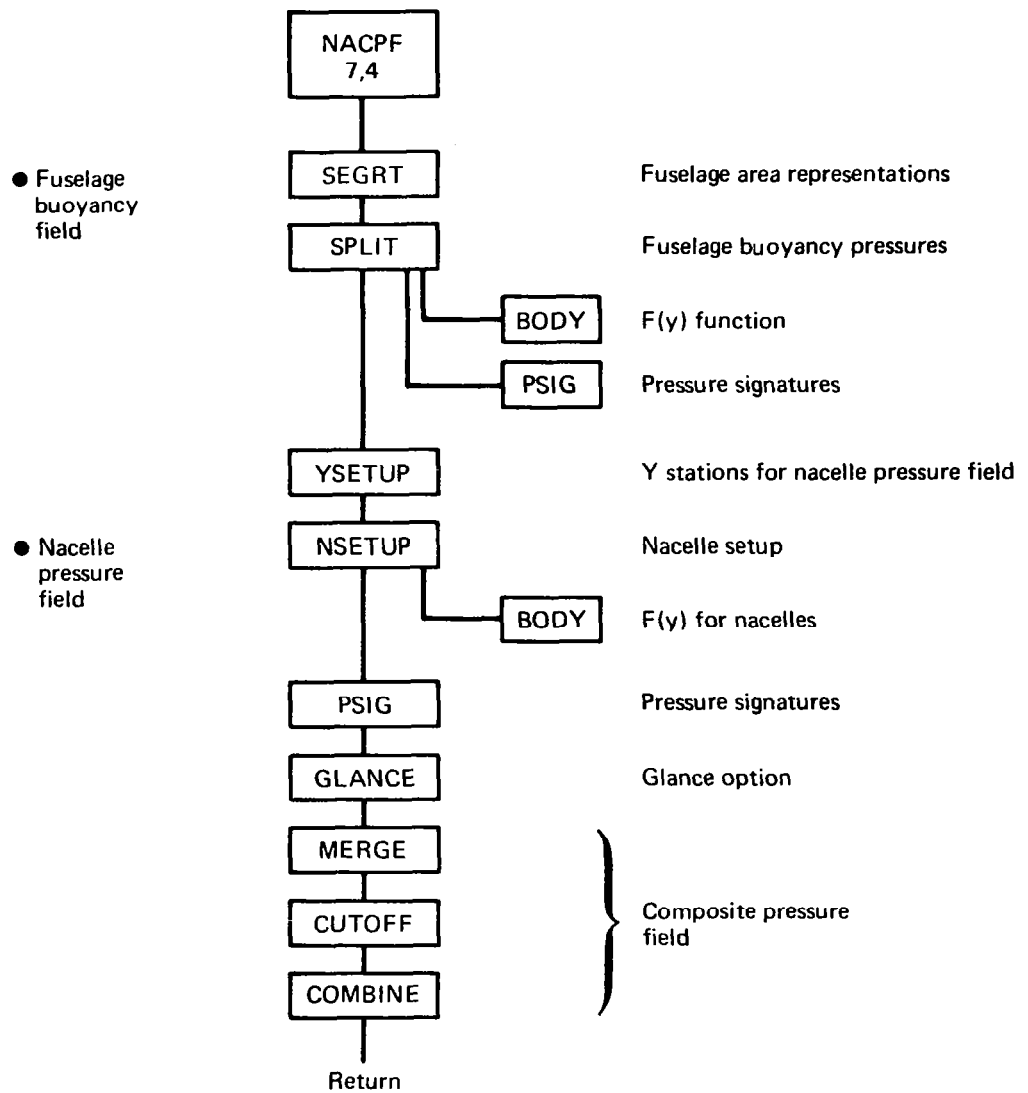 NACPF
7,4
● Fuselage
buoyancy
field
SEGRT
Fuselage area representations
SPLIT
Fuselage buoyancy pressures
BODY
F(y) function
PSIG
Pressure signatures
YSETUP
Y stations for nacelle pressure field
● Nacelle
pressure
field
NSETUP
Nacelle setup
BODY
F(y) for nacelles
PSIG
Pressure signatures
GLANCE
Glance option
MERGE
CUTOFF
Composite pressure
field
COMBINE
Return